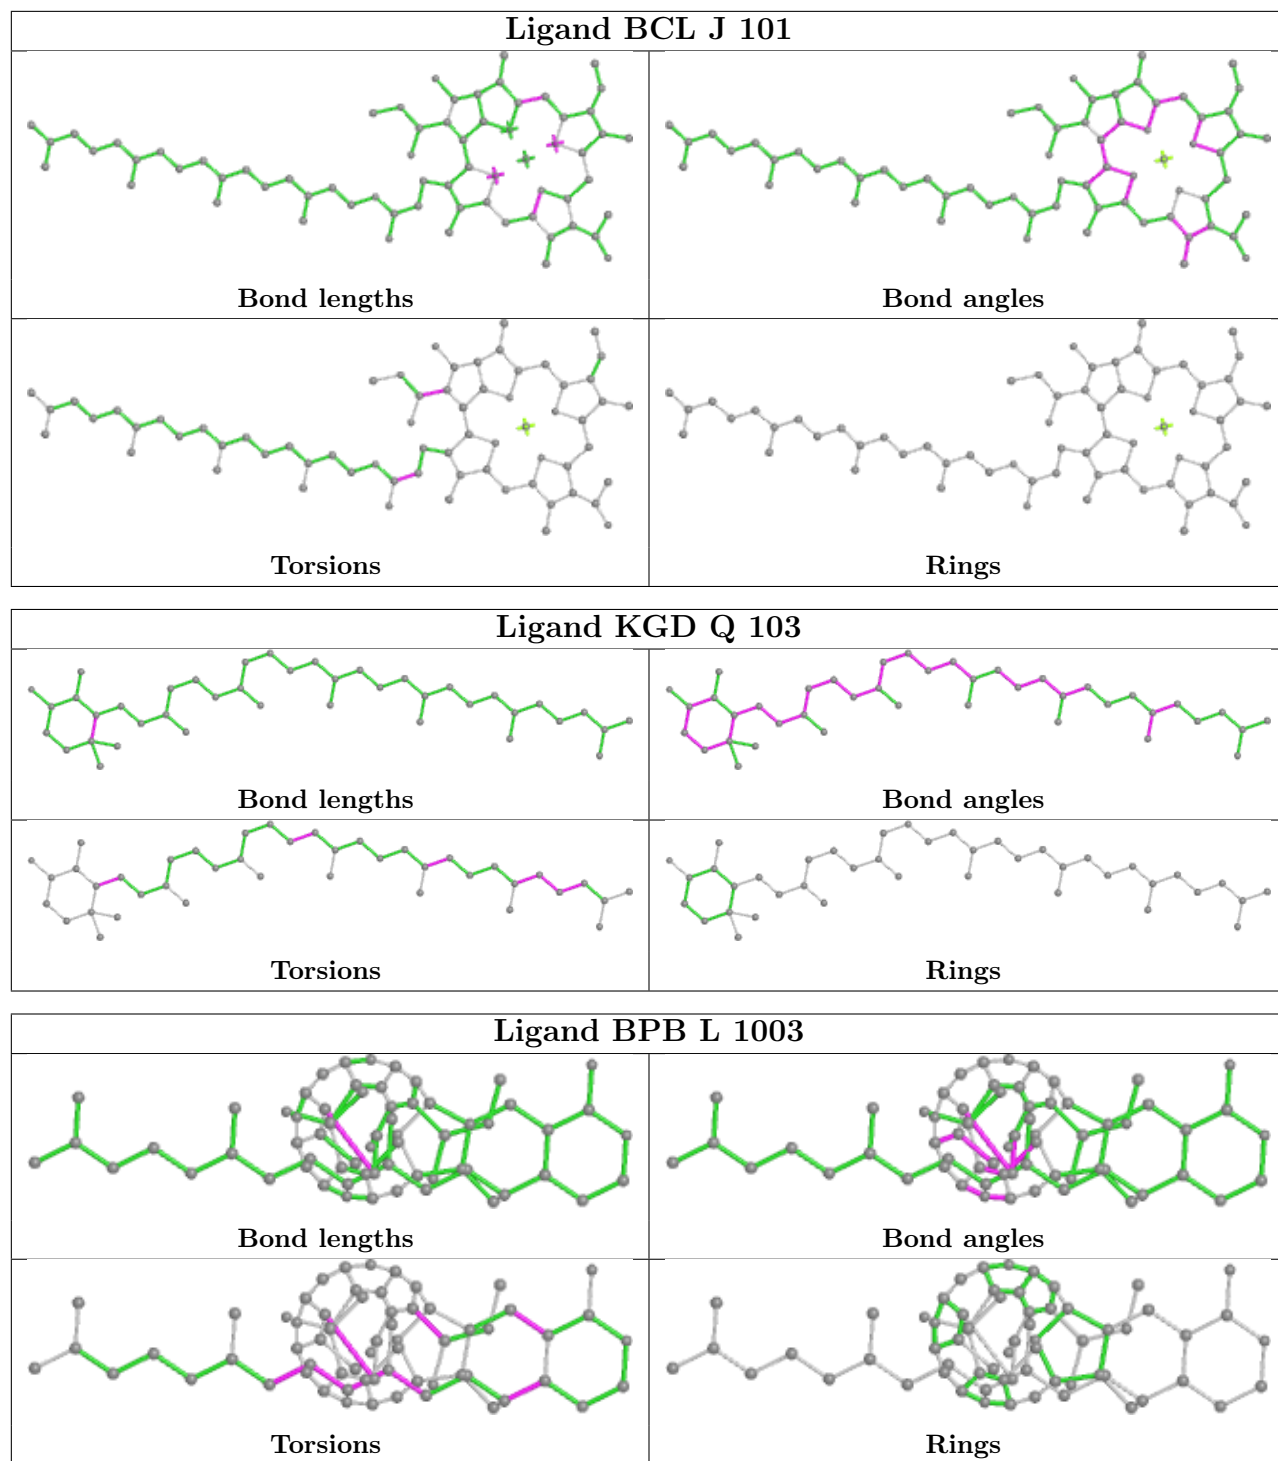 Ligand BCL J 101
Bond lengths
Bond angles
Torsions
Rings
Ligand KGD Q 103
Bond lengths
Bond angles
Torsions
Rings
Ligand BPB L 1003
Bond lengths
Bond angles
Torsions
Rings